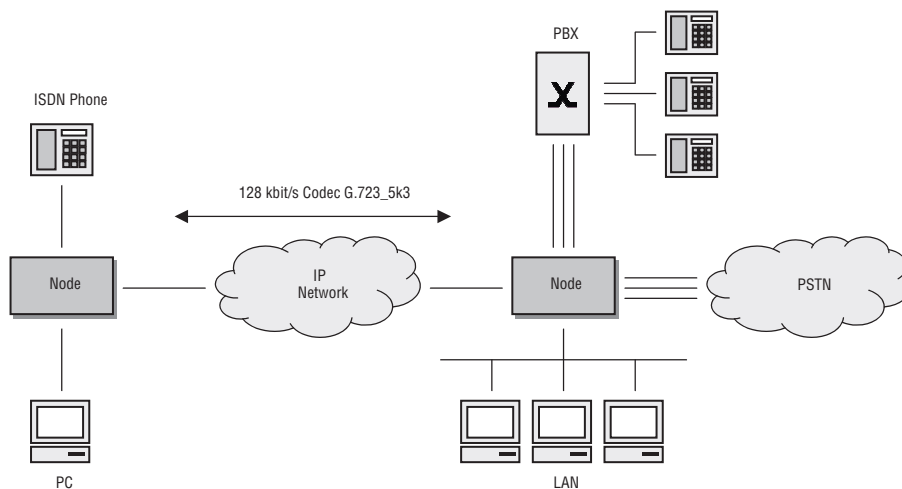 PBX
ISDN Phone
128 kbit/s Codec G.723_5k3
Node
IP
Network
Node
PSTN
PC
LAN